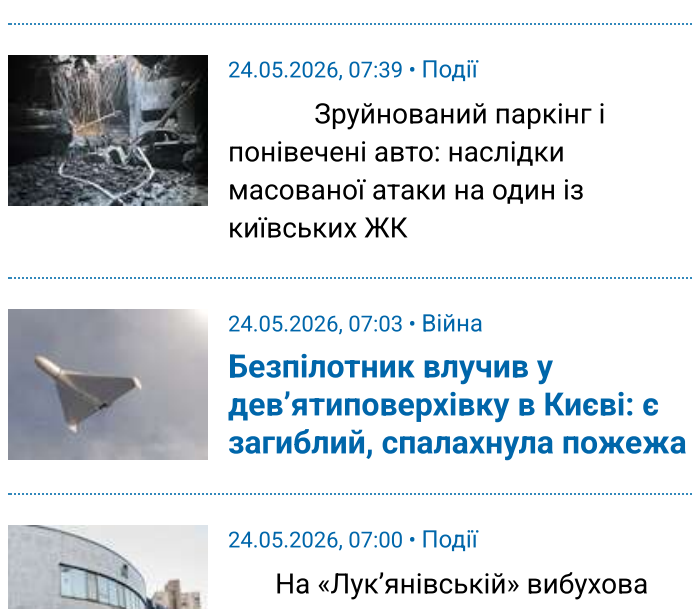 24.05.2026, 07:39 • Події
Зруйнований паркінг і
понівечені авто: наслідки
масованої атаки на один із
київських ЖК
24.05.2026, 07:03 • Війна
Безпілотник влучив у
дев’ятиповерхівку в Києві: є
загиблий, спалахнула пожежа
24.05.2026, 07:00 • Події
На «Лук’янівській» вибухова